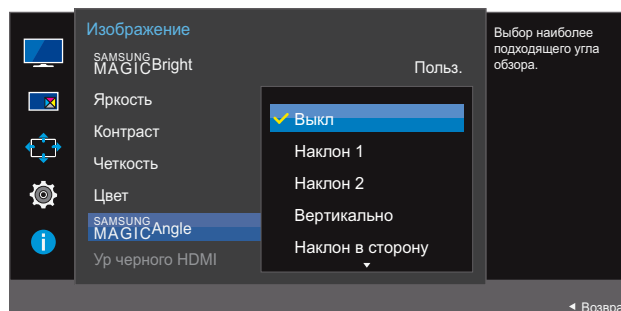 Изображение
SAMSUNG
MAGICBright
Польз.
Яркость
Контраст
Четкость
Цвет
SAMSUNG
MAGICAngle
Ур черного HDMI
Выкл
Наклон 1
Наклон 2
Вертикально
Наклон в сторону
Выбор наиболее
подходящего угла
обзора.
Возвра